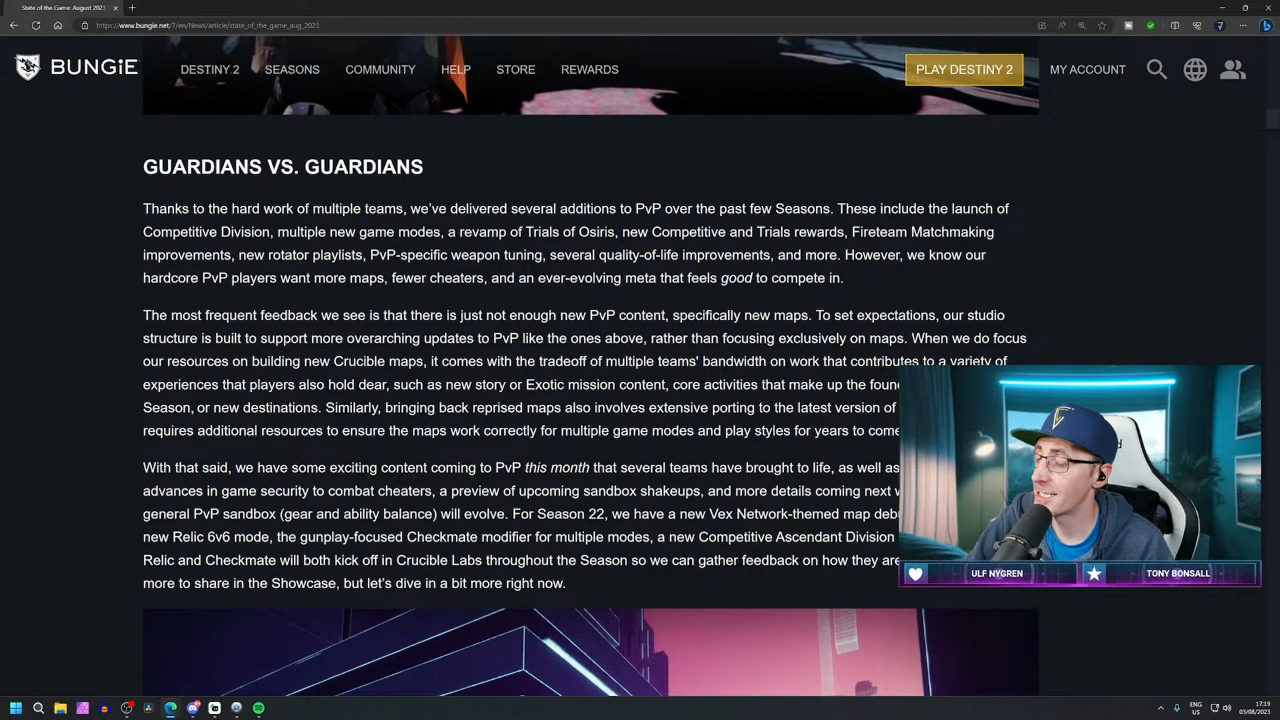 State of the Game: August 2023
https://www.bungie.net/7/en/News/article/state_of_the_game_aug_2023
BUNGiE
DESTINY 2
SEASONS
COMMUNITY
HELP
STORE
REWARDS
PLAY DESTINY 2
MY ACCOUNT
GUARDIANS VS. GUARDIANS
Thanks to the hard work of multiple teams, we've delivered several additions to PvP over the past few Seasons. These include the launch of
Competitive Division, multiple new game modes, a revamp of Trials of Osiris, new Competitive and Trials rewards, Fireteam Matchmaking
improvements, new rotator playlists, PvP-specific weapon tuning, several quality-of-life improvements, and more. However, we know our
hardcore PvP players want more maps, fewer cheaters, and an ever-evolving meta that feels good to compete in.
The most frequent feedback we see is that there is just not enough new PvP content, specifically new maps. To set expectations, our studio
structure is built to support more overarching updates to PvP like the ones above, rather than focusing exclusively on maps. When we do focus
our resources on building new Crucible maps, it comes with the tradeoff of multiple teams' bandwidth on work that contributes to a variety of
experiences that players also hold dear, such as new story or Exotic mission content, core activities that make up the foun
Season, or new destinations. Similarly, bringing back reprised maps also involves extensive porting to the latest version of
requires additional resources to ensure the maps work correctly for multiple game modes and play styles for years to come
With that said, we have some exciting content coming to PvP this month that several teams have brought to life, as well as
advances in game security to combat cheaters, a preview of upcoming sandbox shakeups, and more details coming next w
general PvP sandbox (gear and ability balance) will evolve. For Season 22, we have a new Vex Network-themed map debu
new Relic 6v6 mode, the gunplay-focused Checkmate modifier for multiple modes, a new Competitive Ascendant Division
Relic and Checkmate will both kick off in Crucible Labs throughout the Season so we can gather feedback on how they are
more to share in the Showcase, but let's dive in a bit more right now.
ULF NYGREN
TONY BONSALL
ENG
US
17:19
03/08/2023